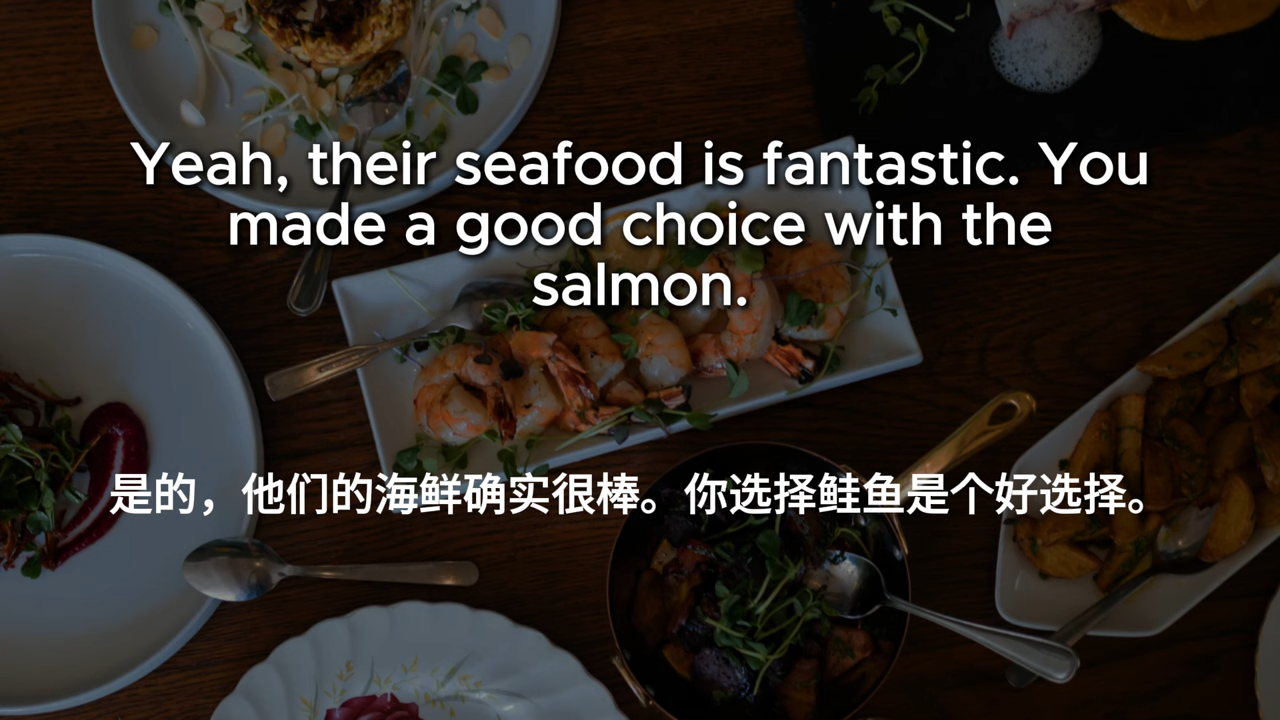 Yeah, their seafood is fantastic. You
made a good choice with the
salmon.
是的，他们的海鲜确实很棒。你选择鲑鱼是个好选择。